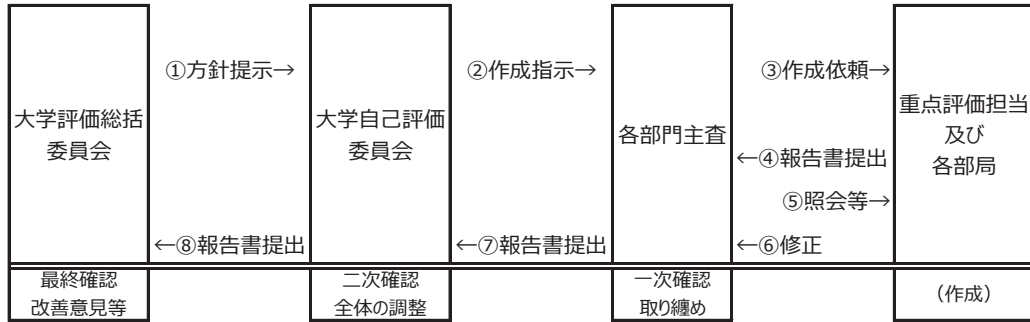 ①方針提示→
②作成指示→
③作成依頼→
大学評価総括
委員会
大学自己評価
委員会
各部門主査
重点評価担当
及び
各部局
←④報告書提出
⑤照会等→
←⑧報告書提出
←⑦報告書提出
←⑥修正
最終確認
改善意見等
二次確認
全体の調整
一次確認
取り纏め
（作成）